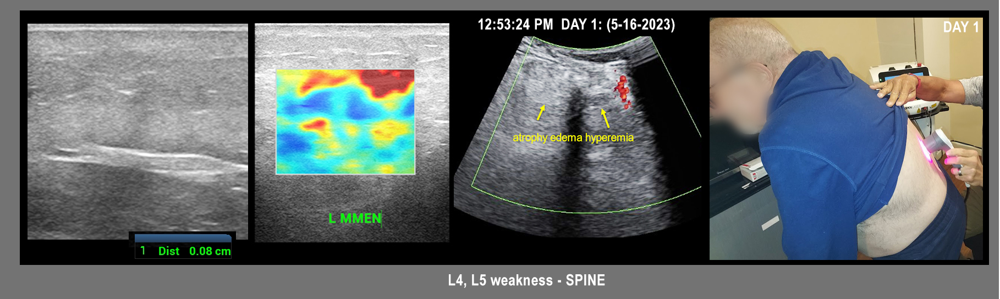 12:53:24 PM DAY 1: (5-16-2023)
DAY 1
atrophy edema hyperemia
L MMEN
1 Dist 0.08 cm
L4, L5 weakness - SPINE